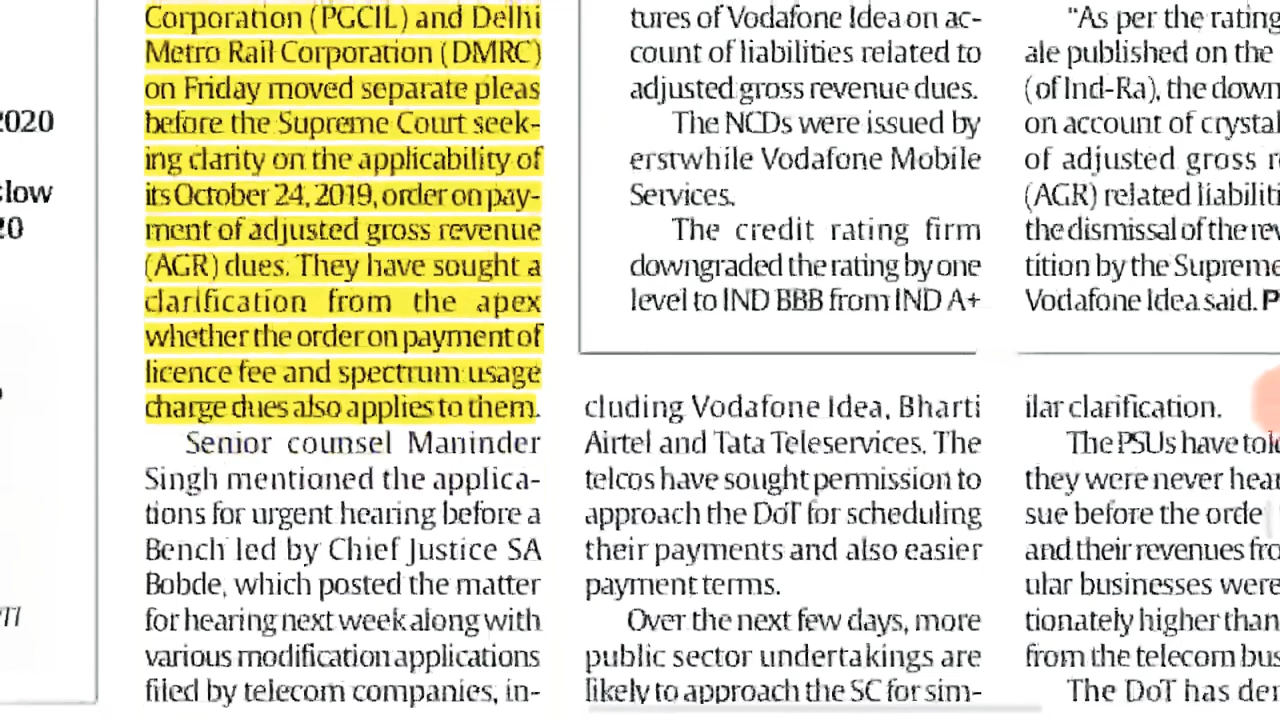 2020
slow
20
Corporation (PGCIL) and Delhi
Metro Rail Corporation (DMRC)
on Friday moved separate pleas
before the Supreme Court seek-
ing clarity on the applicability of
its October 24, 2019, order on pay-
ment of adjusted gross revenue
(AGR) dues. They have sought a
clarification from the apex
whether the order on payment of
licence fee and spectrum usage
charge dues also applies to them.
Senior counsel Maninder
Singh mentioned the applica-
tions for urgent hearing before a
Bench led by Chief Justice SA
Bobde, which posted the matter
for hearing next week along with
various modification applications
filed by telecom companies, in-
tures of Vodafone Idea on ac-
count of liabilities related to
adjusted gross revenue dues.
The NCDs were issued by
erstwhile Vodafone Mobile
Services.
The credit rating firm
downgraded the rating by one
level to IND BBB from IND A+
"As per the rating
ale published on the
(of Ind-Ra), the down
on account of crystal
of adjusted gross r
(AGR) related liabiliti
the dismissal of the rev
tition by the Supreme
Vodafone Idea said. P
cluding Vodafone Idea, Bharti
Airtel and Tata Teleservices. The
telcos have sought permission to
approach the DoT for scheduling
their payments and also easier
payment terms.
Over the next few days, more
public sector undertakings are
likely to approach the SC for sim-
ilar clarification.
The PSUs have told
they were never hear
sue before the orde
and their revenues fro
ular businesses were
tionately higher than
from the telecom bus
The DoT has der